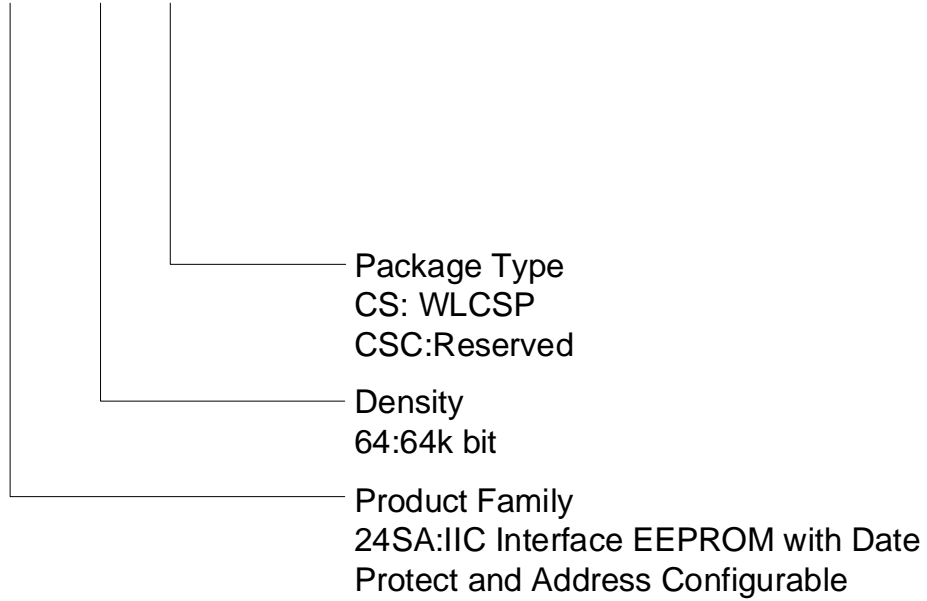 Package Type
CS: WLCSP
CSC:Reserved
Density
64:64k bit
Product Family
24SA:IIC Interface EEPROM with Date
Protect and Address Configurable